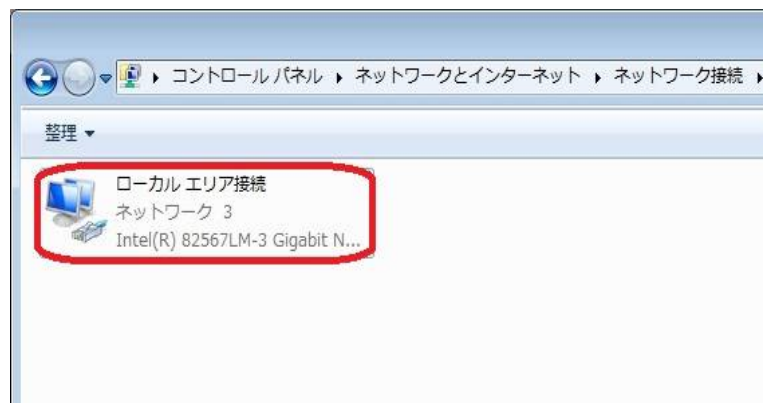 コントロール パネル ▸ ネットワークとインターネット ▸ ネットワーク接続 ▸
整理 ▼
ローカル エリア接続
ネットワーク 3
Intel(R) 82567LM-3 Gigabit N...